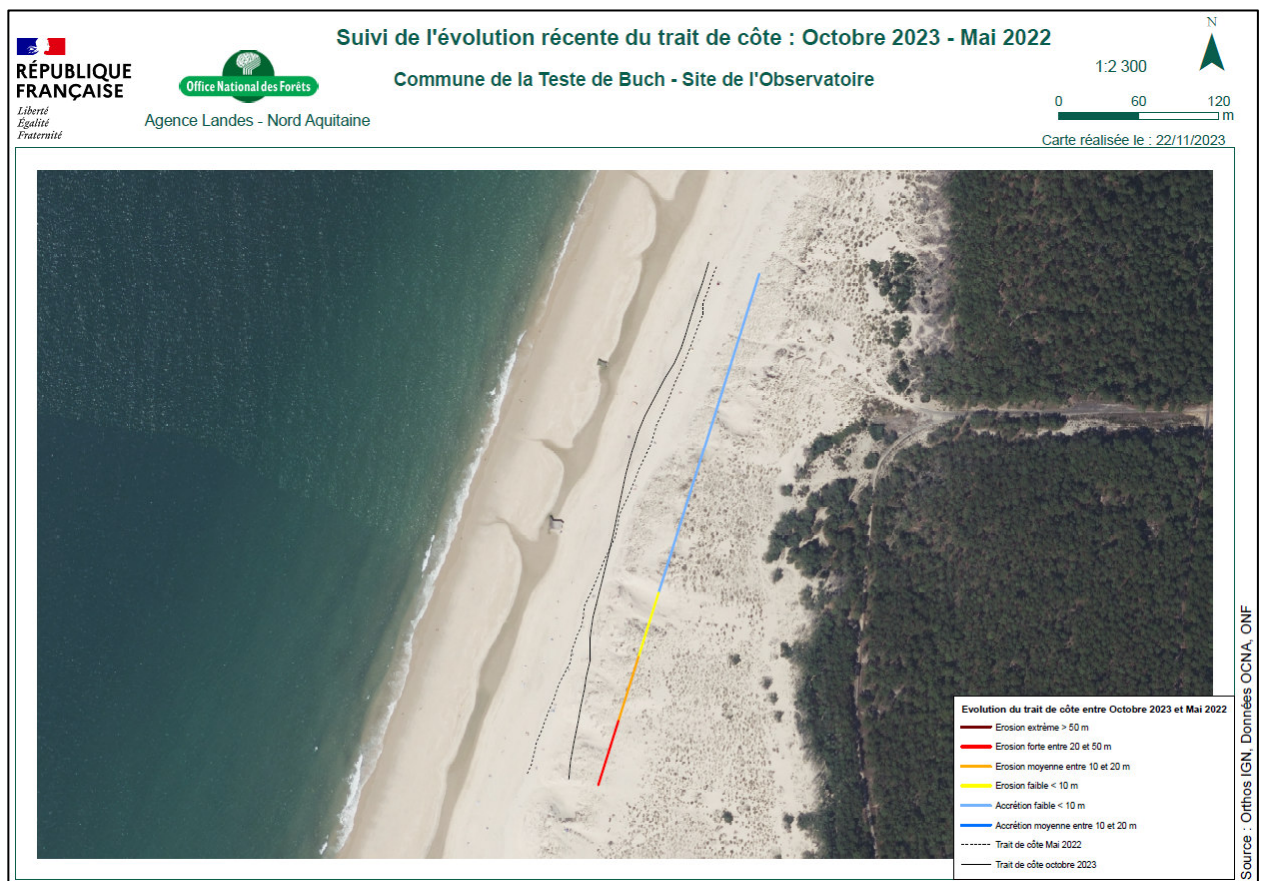 Suivi de l'évolution récente du trait de côte : Octobre 2023 - Mai 2022
Commune de la Teste de Buch - Site de l'Observatoire
RÉPUBLIQUE
FRANÇAISE
Liberté
Égalité
Fraternité
Office National des Forêts
Agence Landes - Nord Aquitaine
N
1:2 300
0 60 120
m
Carte réalisée le : 22/11/2023
Evolution du trait de côte entre Octobre 2023 et Mai 2022
Erosion extrême > 50 m
Erosion forte entre 20 et 50 m
Erosion moyenne entre 10 et 20 m
Erosion faible < 10 m
Accrétion faible < 10 m
Accrétion moyenne entre 10 et 20 m
Trait de côte Mai 2022
Trait de côte octobre 2023
Source : Orthos IGN, Données OCNA, ONF